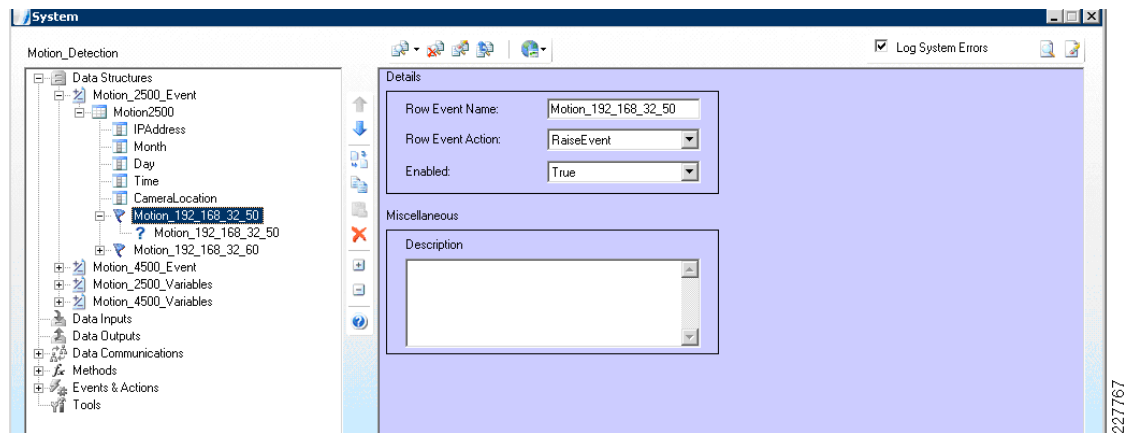 System
Motion_Detection
Log System Errors
Data Structures
Motion_2500_Event
Motion2500
IPAddress
Month
Day
Time
CameraLocation
Motion_192_168_32_50
? Motion_192_168_32_50
Motion_192_168_32_60
Motion_4500_Event
Motion_2500_Variables
Motion_4500_Variables
Data Inputs
Data Outputs
Data Communications
fx Methods
Events & Actions
Tools
Details
Row Event Name: Motion_192_168_32_50
Row Event Action: RaiseEvent
Enabled: True
Miscellaneous
Description
227767